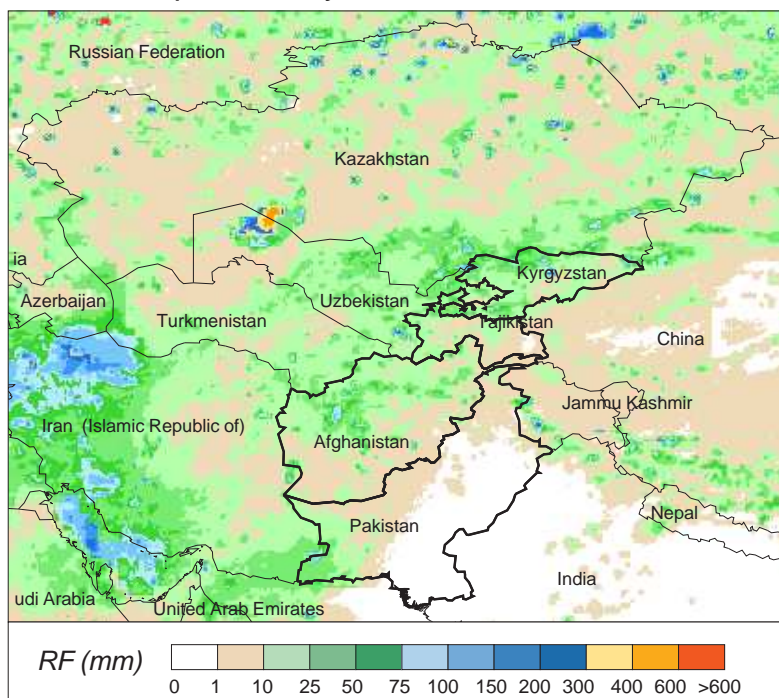 Russian Federation
Kazakhstan
ia
Azerbaijan
Turkmenistan
Uzbekistan
Kyrgyzstan
Tajikistan
China
Iran (Islamic Republic of)
Afghanistan
Jammu Kashmir
Pakistan
Nepal
India
udi Arabia
United Arab Emirates
RF (mm)
0 1 10 25 50 75 100 150 200 300 400 600 >600